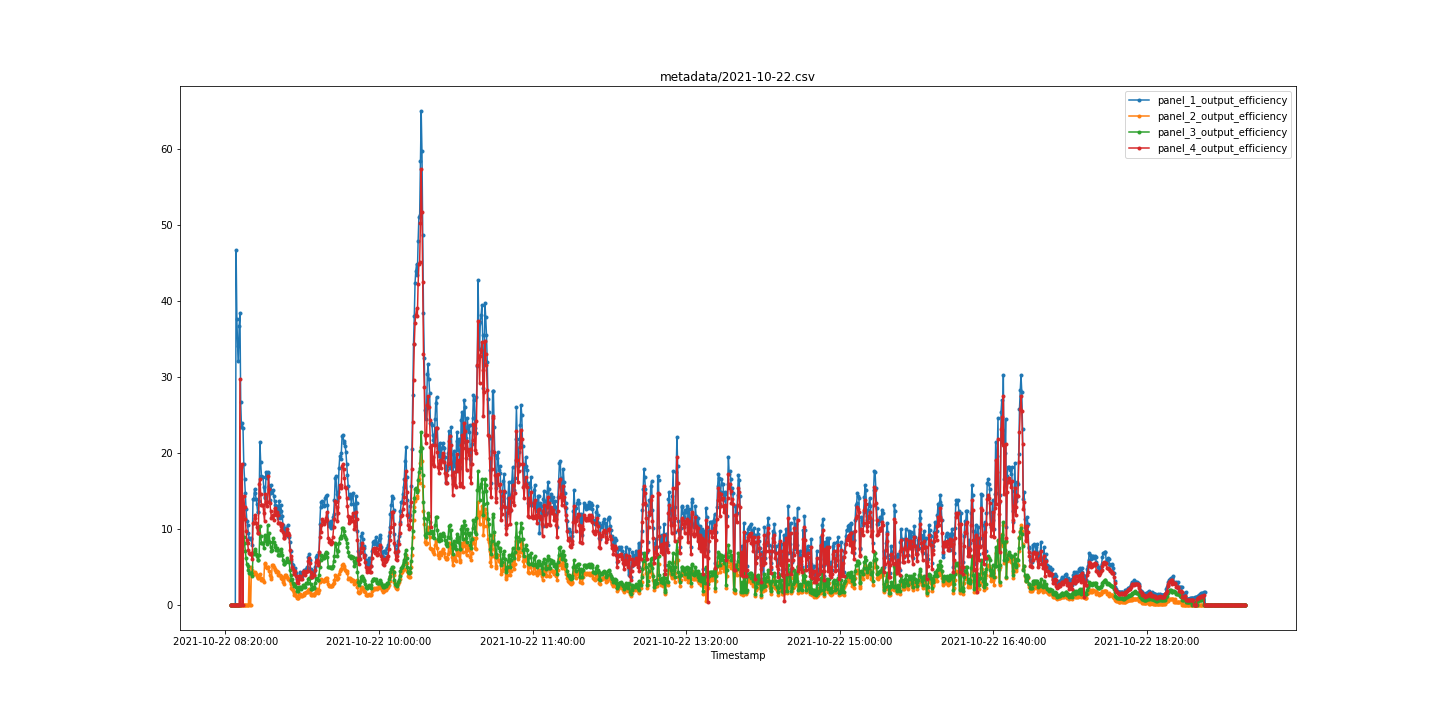 metadata/2021-10-22.csv
panel_1_output_efficiency
panel_2_output_efficiency
panel_3_output_efficiency
panel_4_output_efficiency
60
50
40
30
20
10
0
2021-10-22 08:20:00 2021-10-22 10:00:00 2021-10-22 11:40:00 2021-10-22 13:20:00 2021-10-22 15:00:00 2021-10-22 16:40:00 2021-10-22 18:20:00
Timestamp